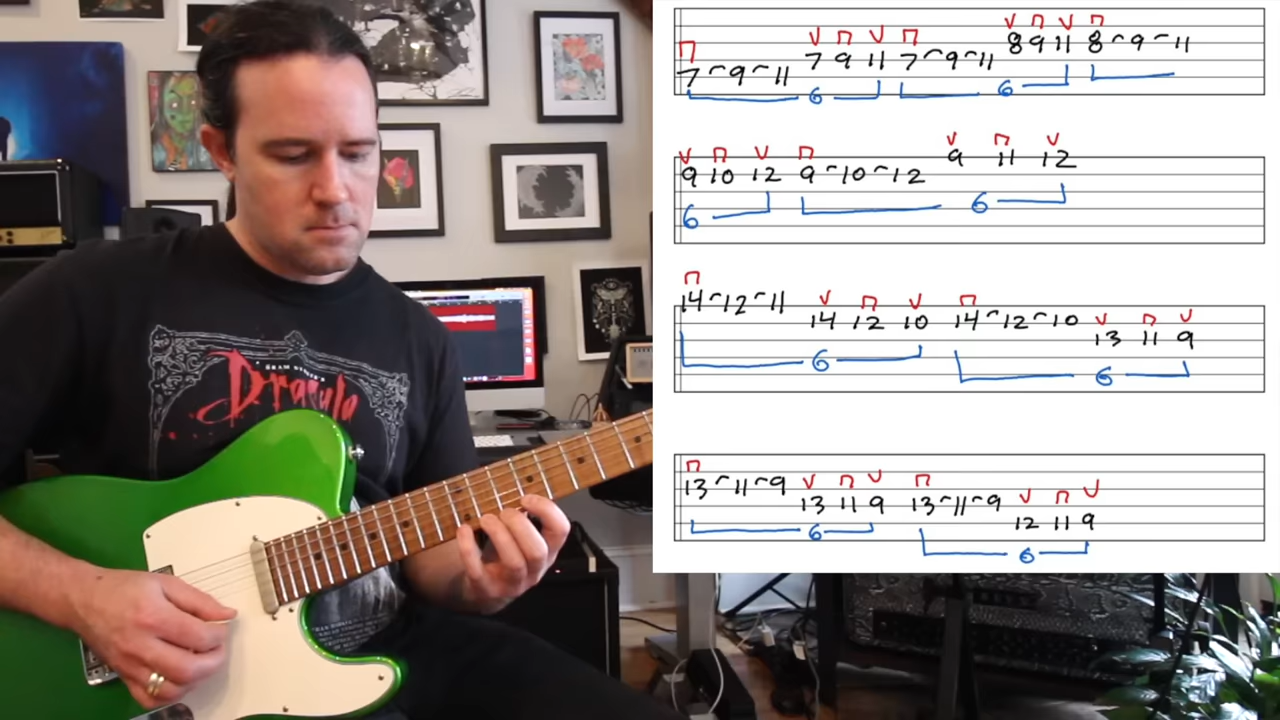 7 9 11 7 9 11 7 9 11 8 9 11 8 9 11
6 6
9 10 12 9 10 12 9 11 12
6 6
14 12 11 14 12 10 14 12 10 13 11 9
6 6
13 11 9 13 11 9 13 11 9 12 11 9
6 6
BRAM STOKER'S
Dracula